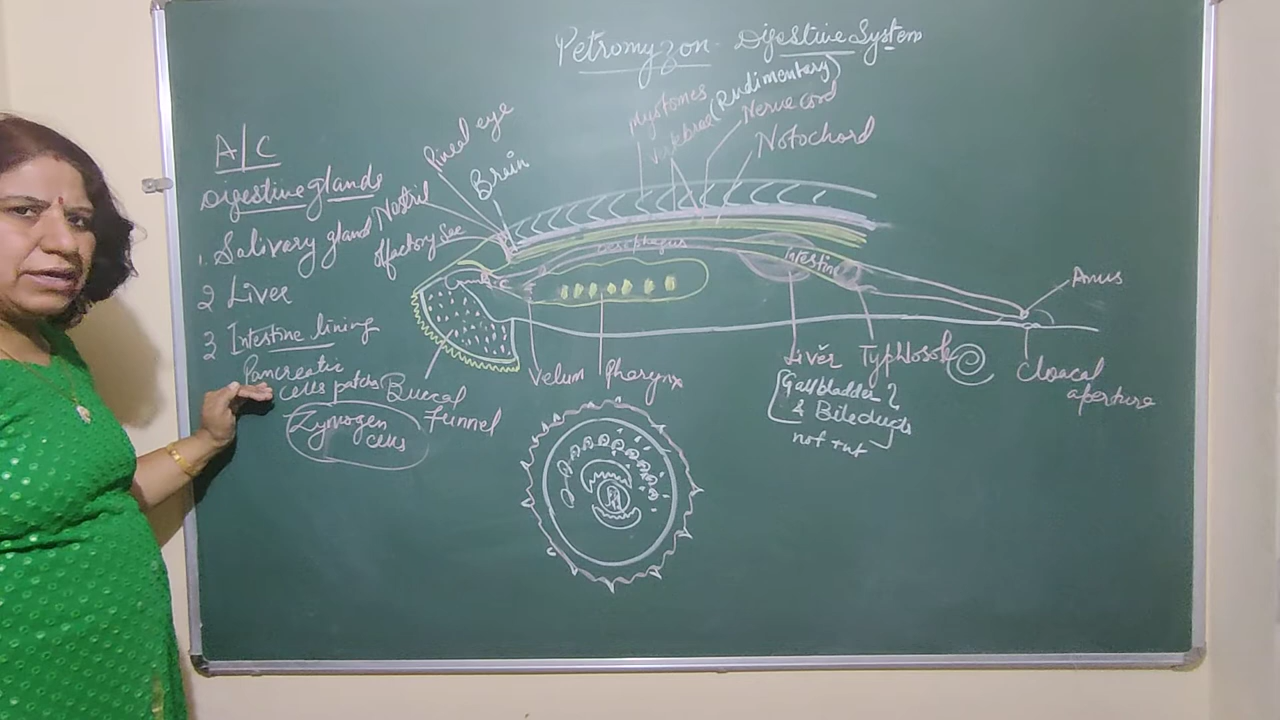 Petromyzon - Digestive System
A/C
Digestive glands
1. Salivary gland
2 Liver
3 Intestine lining
Pancreatic
cells patches
Zymogen
cells
Pineal eye
Brain
Nostril
Olfactory Sac
Myotomes
Vertebrae (Rudimentary)
Nerve cord
Notochord
Oesophagus
Intestine
Anus
Cloacal
aperture
Buccal
funnel
Velum
Pharynx
Liver
Gallbladder
& Bileducts
not +nt
Typhlosole